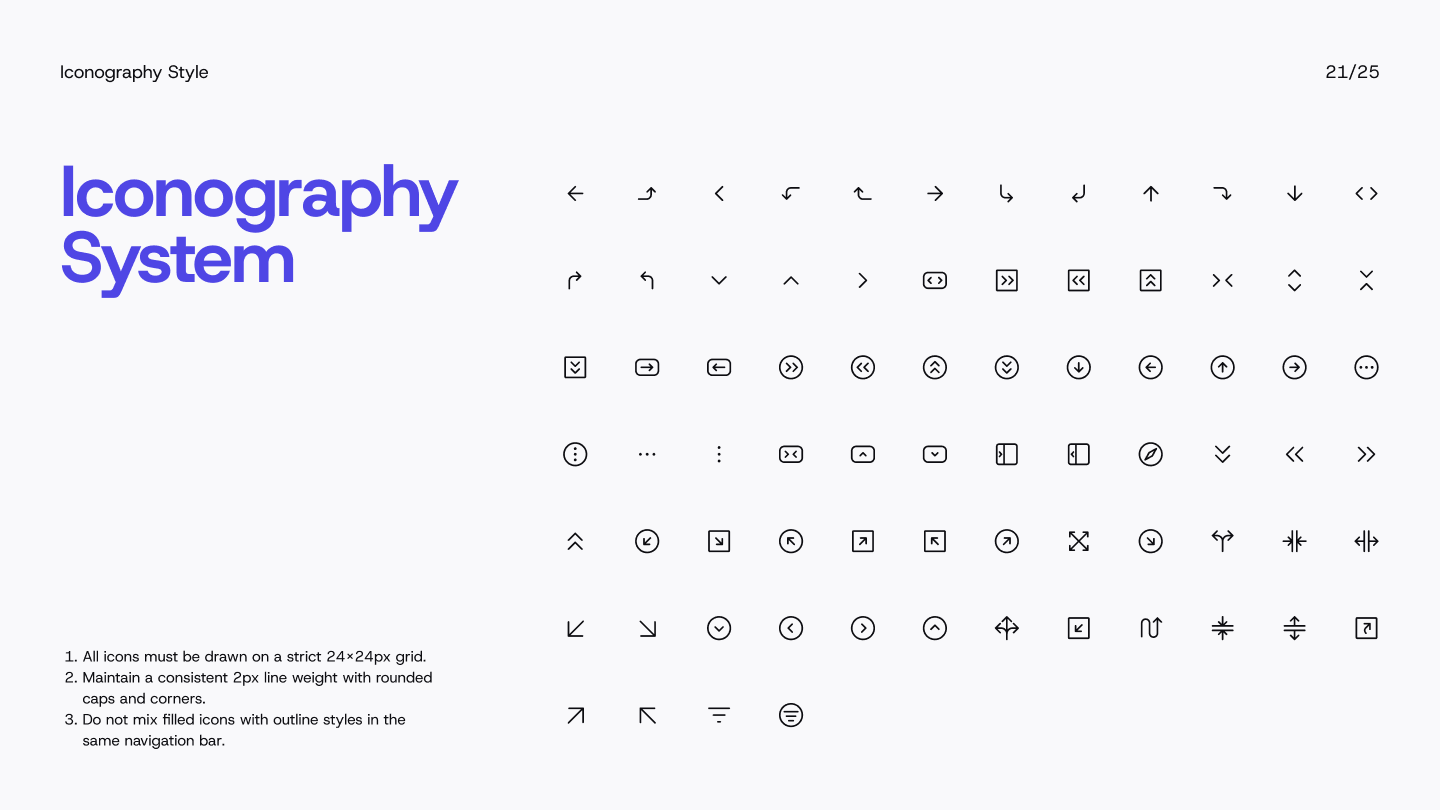 Iconography Style
21/25
Iconography
System
1. All icons must be drawn on a strict 24×24px grid.
2. Maintain a consistent 2px line weight with rounded
caps and corners.
3. Do not mix filled icons with outline styles in the
same navigation bar.